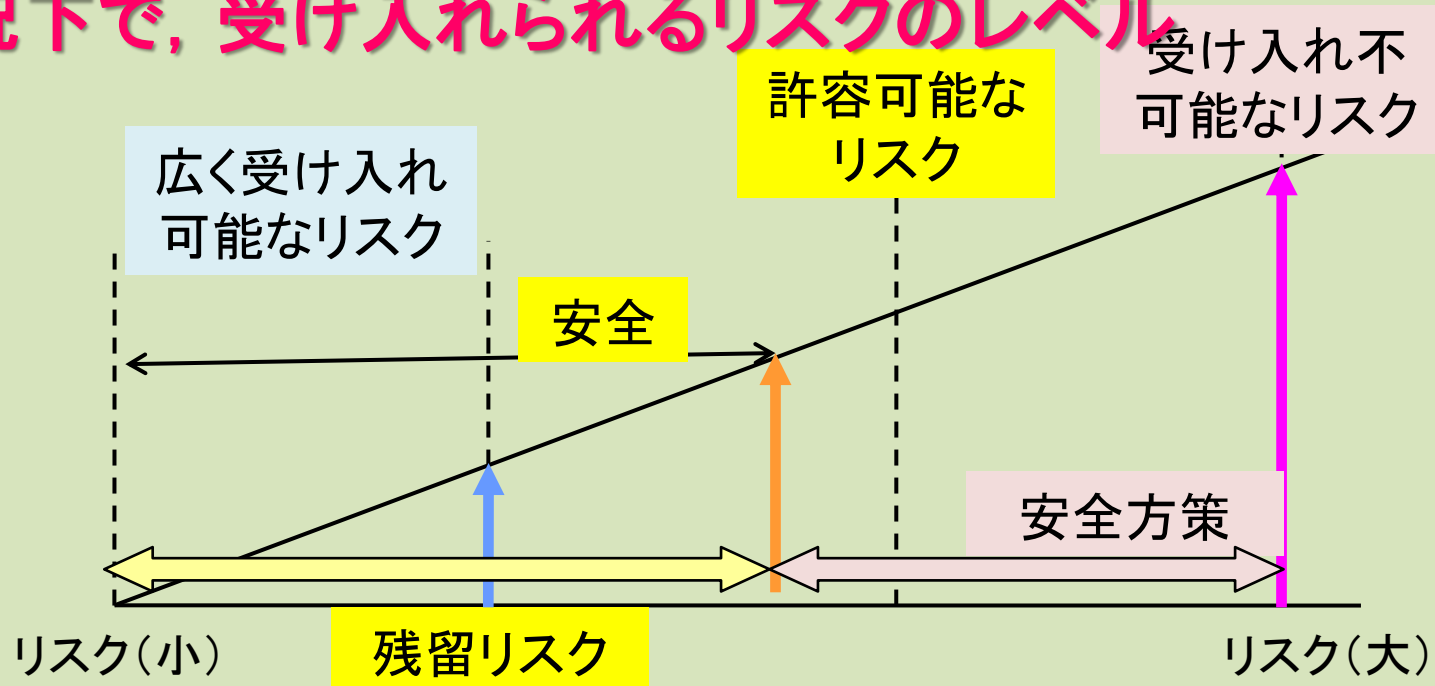 況下で，受け入れられるリスクのレベル
受け入れ不
可能なリスク
許容可能な
リスク
広く受け入れ
可能なリスク
安全
安全方策
残留リスク
リスク（小）
リスク（大）